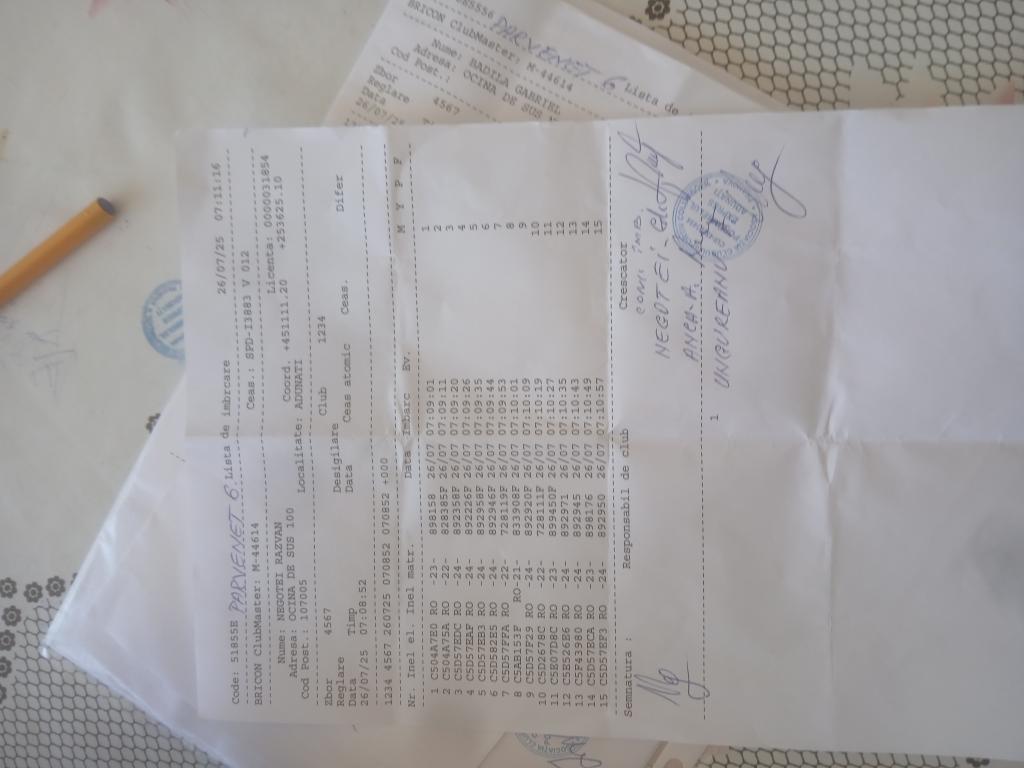 Code: 51855E PARVENET 6 Lista de imbrcare 26/07/25 07:11:16
BRICON ClubMaster: M-44614 Ceas.: SPD-I3883 V 012
Nume: NEGOTEI RAZVAN Licenta: 0000031854
Adresa: OCINA DE SUS 100 Coord. +451111.20 +253625.10
Cod Post.: 107005 Localitate: ADUNATI
Zbor 4567 Club 1234
Reglare Desigilare
Data Timp Data Ceas atomic Ceas. Difer
26/07/25 07:08:52
1234 4567 260725 070852 070852 +000
Nr. Inel el. Inel matr. Data Imbarc Ev. M Y P F
1 C504A7E0 RO -23- 898158 26/07 07:09:01 1
2 C504A75A RO -22- 828385F 26/07 07:09:11 2
3 C5D57EDC RO -24- 892358F 26/07 07:09:20 3
4 C5D57EAF RO -24- 892226F 26/07 07:09:26 4
5 C5D57EB3 RO -24- 892958F 26/07 07:09:35 5
6 C5D582E5 RO -24- 892946F 26/07 07:09:44 6
7 C5D57EFA RO -22- 728119F 26/07 07:09:53 7
8 C5AB153F RO-21- 833908F 26/07 07:10:01 8
9 C5D57F29 RO -24- 892920F 26/07 07:10:09 9
10 C5D2678C RO -22- 728111F 26/07 07:10:19 10
11 C5E07D8C RO -23- 899450F 26/07 07:10:27 11
12 C5E526E6 RO -24- 892971 26/07 07:10:35 12
13 C5F43980 RO -24- 892945 26/07 07:10:43 13
14 C5D57ECA RO -24- 888576 26/07 07:10:49 14
15 C5D57EF3 RO -24- 892950 26/07 07:10:57 15
Semnatura : Responsabil de club Crescator
NEGOTEI
ANCA A.
1 UNGUREANU
PARVENET 6 Lista de
BRICON ClubMaster: M-44614
Nume: BADILA GABRIEL
Adresa: OCINA DE SUS
Cod Post.:
Zbor 4567
Reglare
Data